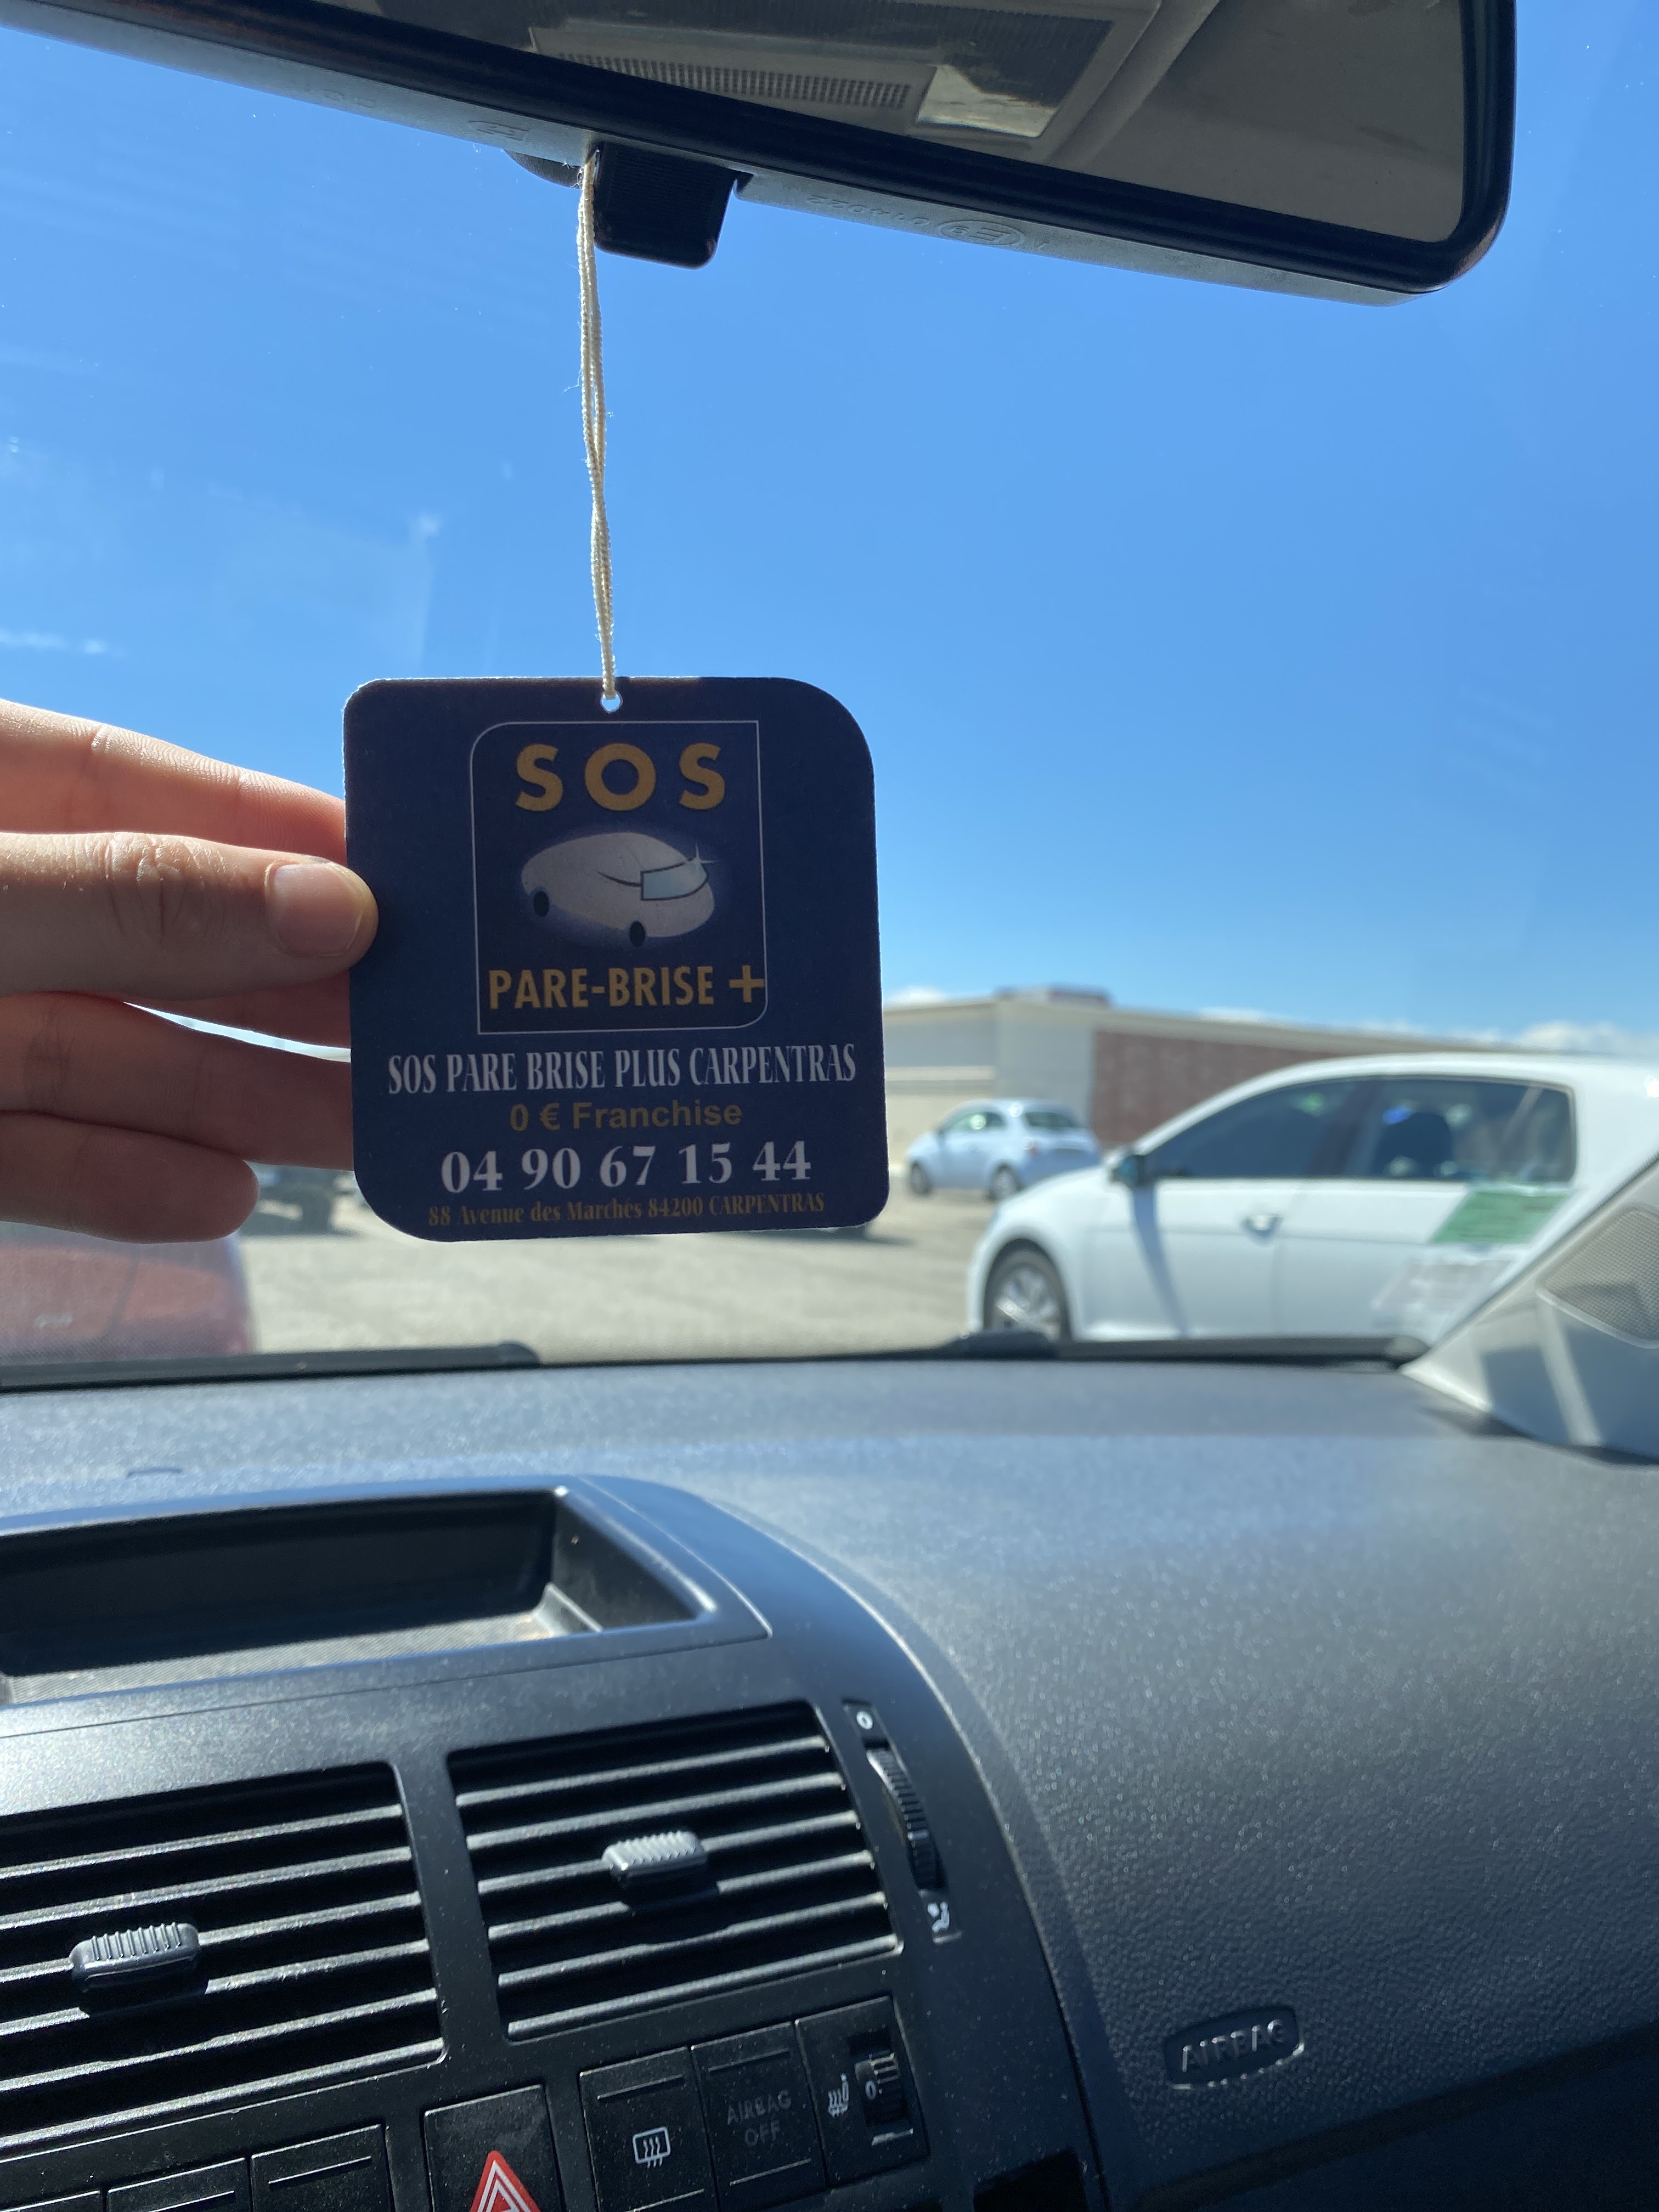 SOS
PARE-BRISE +
SOS PARE BRISE PLUS CARPENTRAS
0 € Franchise
04 90 67 15 44
88 Avenue des Marchés 84200 CARPENTRAS
AIRBAG
AIRBAG
OFF